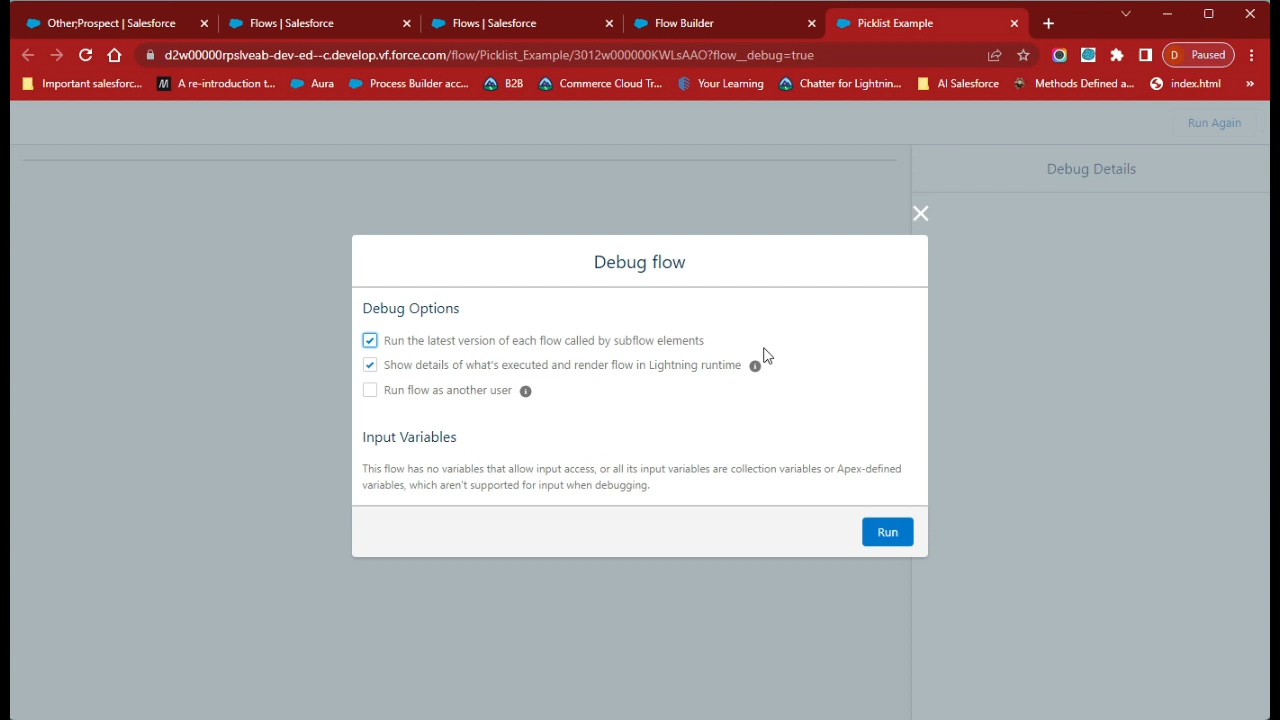 Other;Prospect | Salesforce
Flows | Salesforce
Flows | Salesforce
Flow Builder
Picklist Example
d2w00000rpslveab-dev-ed--c.develop.vf.force.com/flow/Picklist_Example/3012w000000KWLsAAO?flow__debug=true
D Paused
Important salesforc...
M A re-introduction t...
Aura
Process Builder acc...
B2B
Commerce Cloud Tr...
Your Learning
Chatter for Lightnin...
AI Salesforce
Methods Defined a...
index.html
»
Run Again
Debug Details
Debug flow
Debug Options
Run the latest version of each flow called by subflow elements
Show details of what's executed and render flow in Lightning runtime
Run flow as another user
Input Variables
This flow has no variables that allow input access, or all its input variables are collection variables or Apex-defined
variables, which aren't supported for input when debugging.
Run